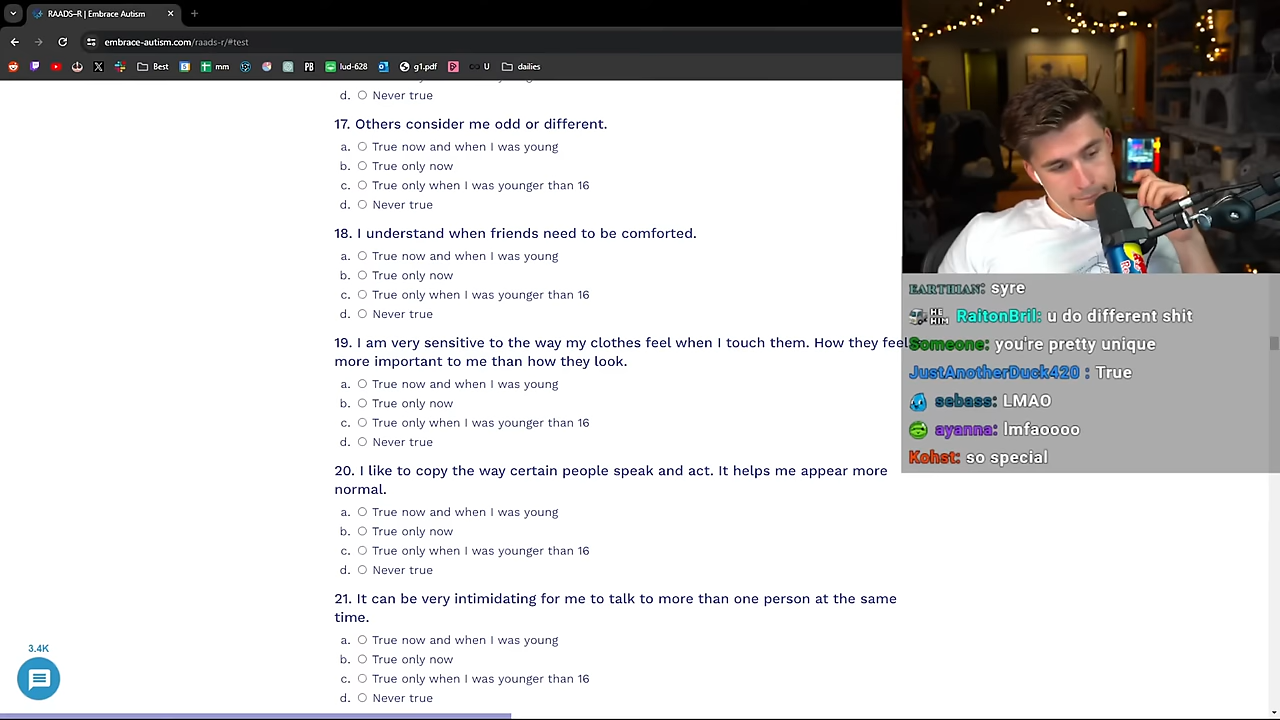 RAADS–R | Embrace Autism
embrace-autism.com/raads-r/#test
Best
mm
PB
lud-628
g1.pdf
U
dailies
d. Never true
17. Others consider me odd or different.
a. True now and when I was young
b. True only now
c. True only when I was younger than 16
d. Never true
18. I understand when friends need to be comforted.
a. True now and when I was young
b. True only now
c. True only when I was younger than 16
d. Never true
19. I am very sensitive to the way my clothes feel when I touch them. How they feel
more important to me than how they look.
a. True now and when I was young
b. True only now
c. True only when I was younger than 16
d. Never true
20. I like to copy the way certain people speak and act. It helps me appear more
normal.
a. True now and when I was young
b. True only now
c. True only when I was younger than 16
d. Never true
21. It can be very intimidating for me to talk to more than one person at the same
time.
a. True now and when I was young
b. True only now
c. True only when I was younger than 16
d. Never true
3.4K
EARTHIAN: syre
HE HIM RaitonBril: u do different shit
Someone: you're pretty unique
JustAnotherDuck420 : True
sebass: LMAO
ayanna: lmfaoooo
Kohst: so special